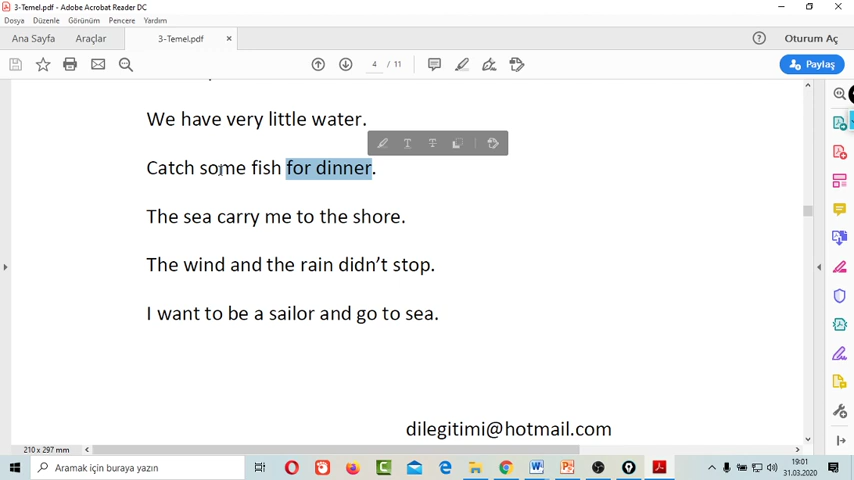 3-Temel.pdf - Adobe Acrobat Reader DC
Dosya Düzenle Görünüm Pencere Yardım
Ana Sayfa Araçlar 3-Temel.pdf × Oturum Aç
4 / 11 Paylaş
We have very little water.
Catch some fish for dinner.
The sea carry me to the shore.
The wind and the rain didn't stop.
I want to be a sailor and go to sea.
dilegitimi@hotmail.com
210 x 297 mm
Aramak için buraya yazın
19:01
31.03.2020